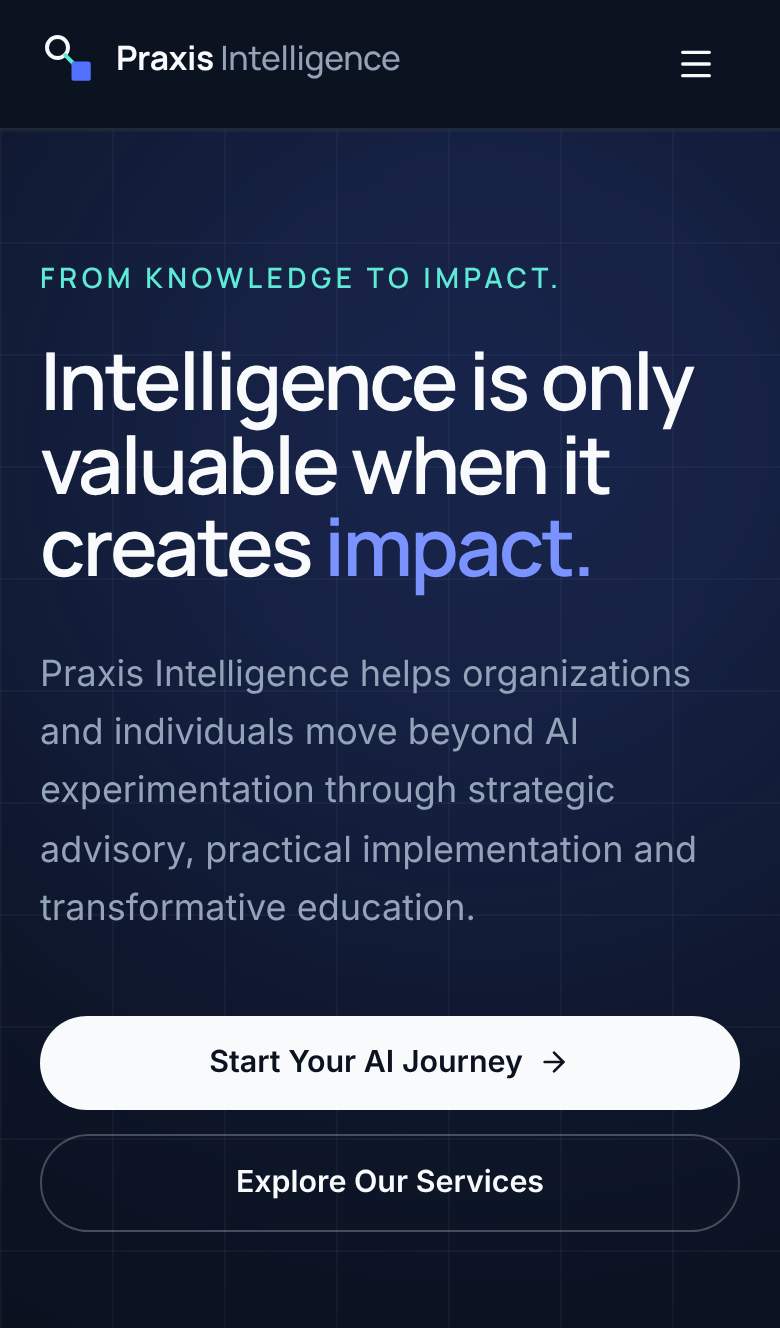 Praxis Intelligence
FROM KNOWLEDGE TO IMPACT.
Intelligence is only
valuable when it
creates impact.
Praxis Intelligence helps organizations
and individuals move beyond AI
experimentation through strategic
advisory, practical implementation and
transformative education.
Start Your AI Journey →
Explore Our Services